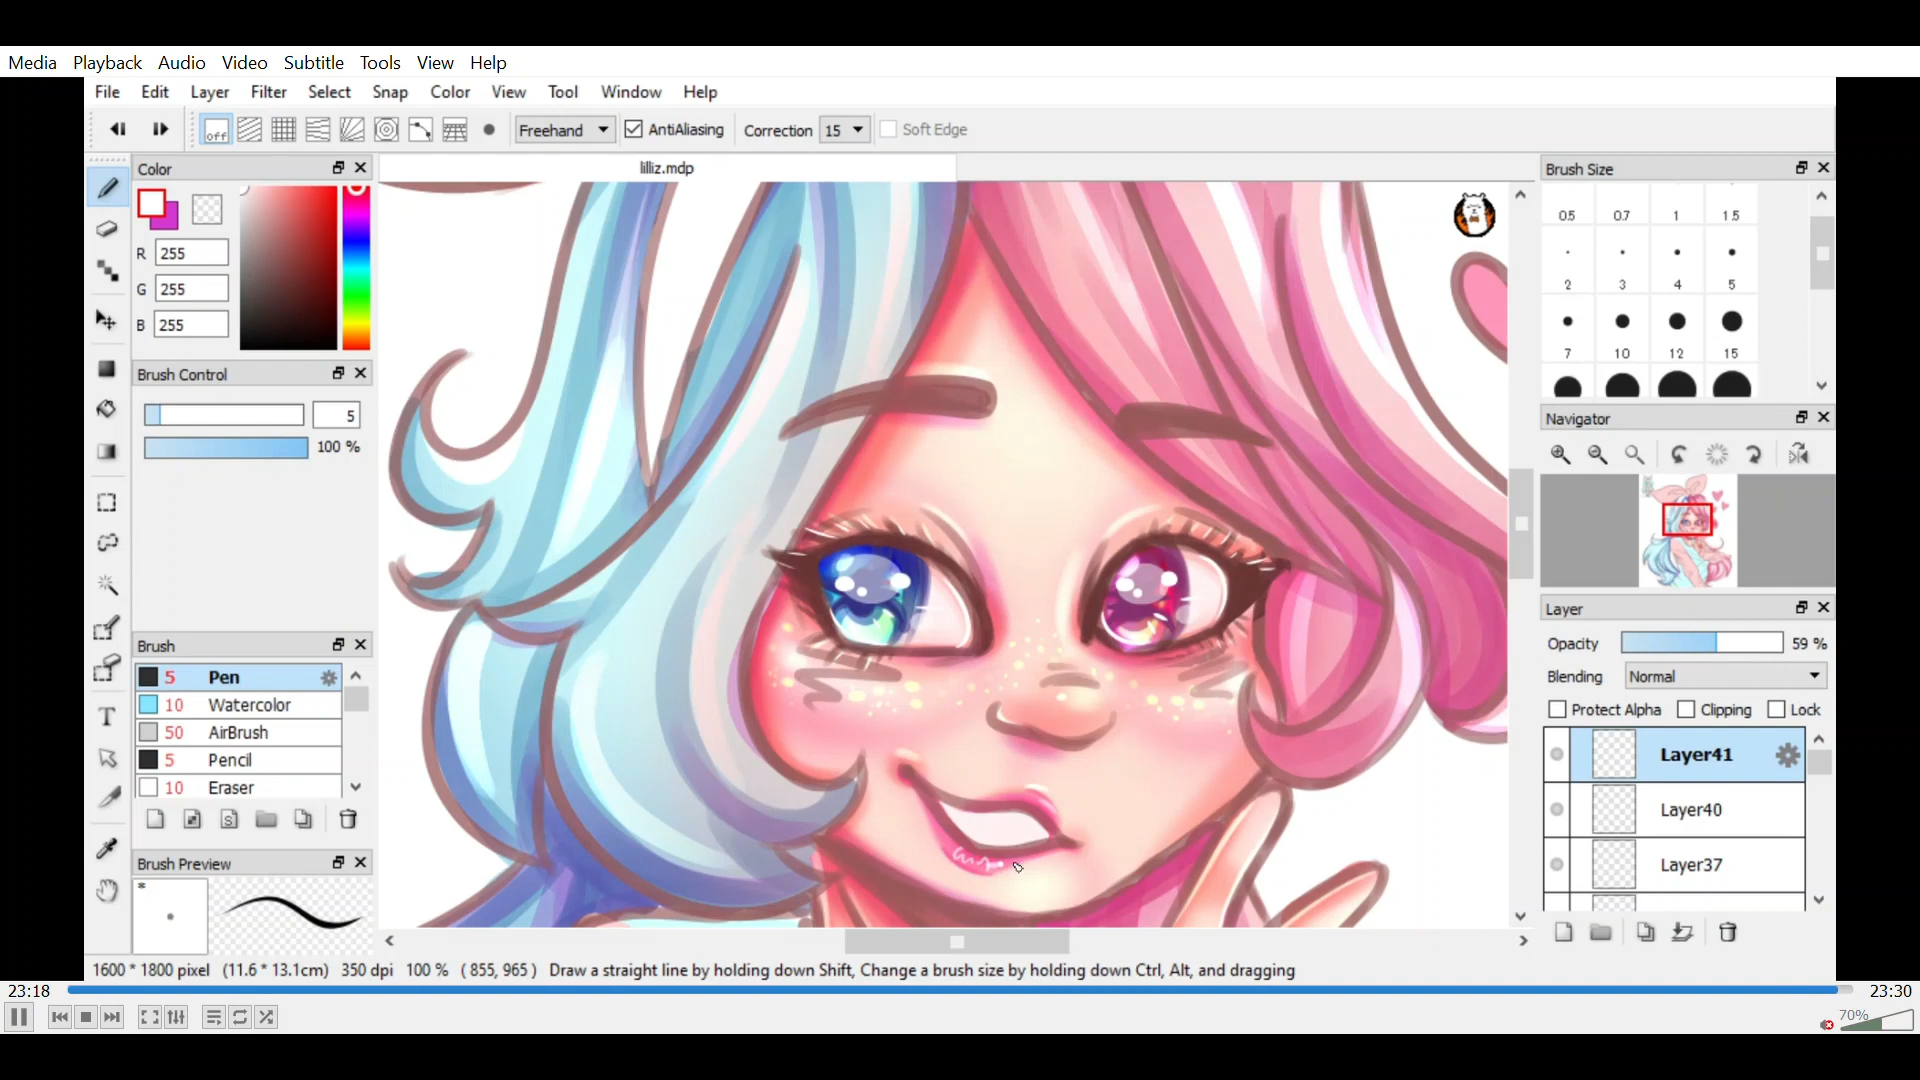 Media Playback Audio Video Subtitle Tools View Help
File Edit Layer Filter Select Snap Color View Tool Window Help
off Freehand AntiAliasing Correction 15 Soft Edge
Color
lilliz.mdp
Brush Size
R 255
G 255
B 255
0.5 0.7 1 1.5
2 3 4 5
7 10 12 15
Brush Control
5
100 %
Navigator
Layer
Opacity 59 %
Blending Normal
Protect Alpha Clipping Lock
Layer41
Layer40
Layer37
Brush
5 Pen
10 Watercolor
50 AirBrush
5 Pencil
10 Eraser
S
Brush Preview
*
T
1600 * 1800 pixel (11.6 * 13.1cm) 350 dpi 100 % ( 855, 965 ) Draw a straight line by holding down Shift, Change a brush size by holding down Ctrl, Alt, and dragging
23:18 23:30
70%